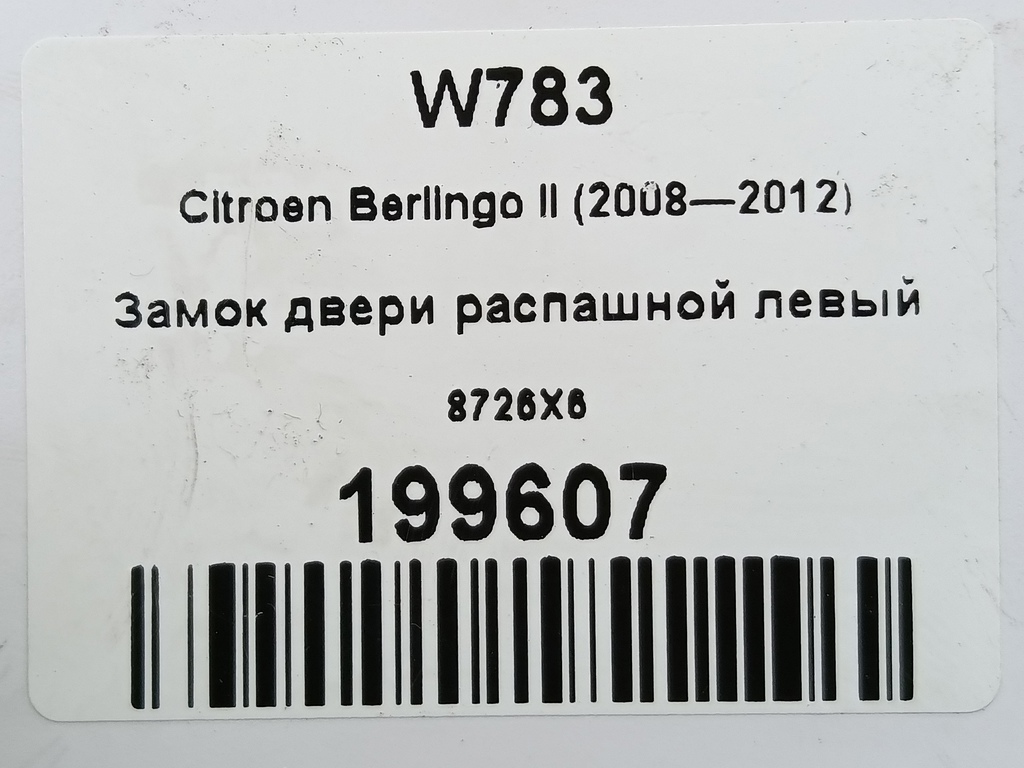 W783
Citroen Berlingo II (2008—2012)
Замок двери распашной левый
8726X6
199607